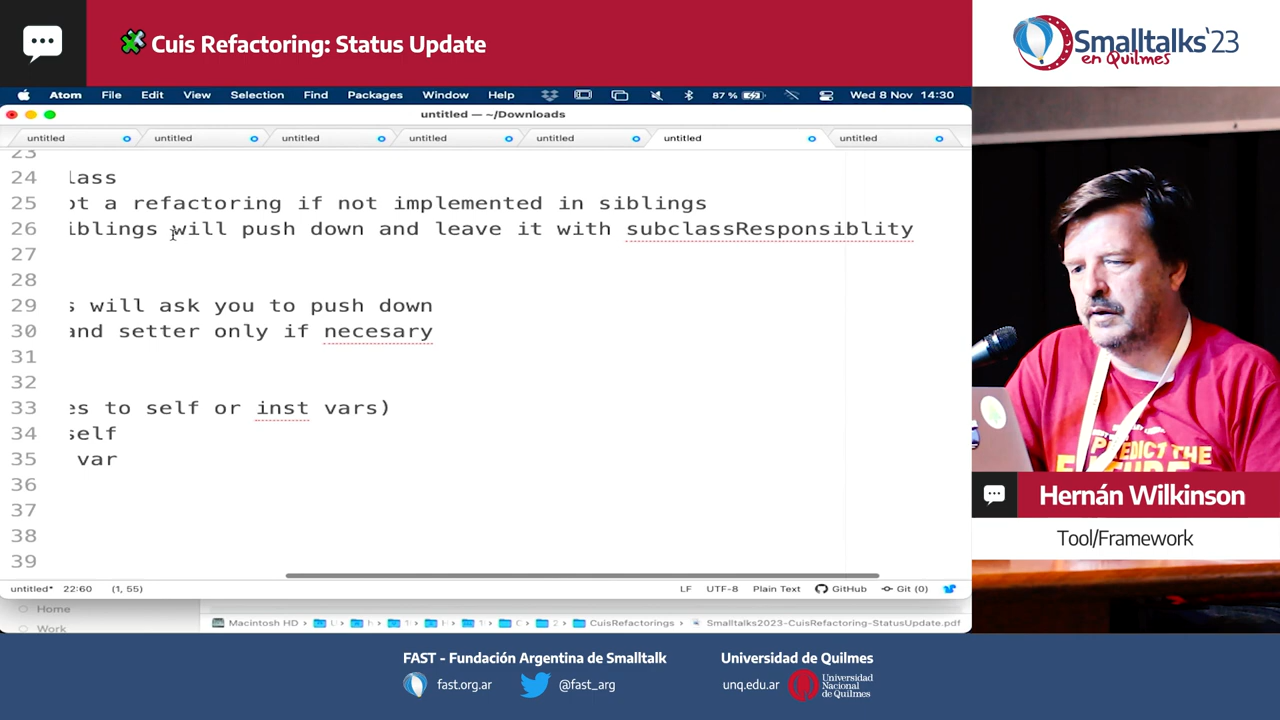 Cuis Refactoring: Status Update
Smalltalks'23
en Quilmes
Atom File Edit View Selection Find Packages Window Help 87 % Wed 8 Nov 14:30
untitled — ~/Downloads
untitled untitled untitled untitled untitled untitled untitled
23
24 lass
25 ot a refactoring if not implemented in siblings
26 iblings will push down and leave it with subclassResponsiblity
27
28
29 s will ask you to push down
30 and setter only if necesary
31
32
33 es to self or inst vars)
34 self
35 var
36
37
38
39
untitled* 22:60 (1, 55) LF UTF-8 Plain Text GitHub Git (0)
Home
Work
Macintosh HD › CuisRefactorings › Smalltalks2023-CuisRefactoring-StatusUpdate.pdf
PREDICT THE
Hernán Wilkinson
Tool/Framework
FAST - Fundación Argentina de Smalltalk
fast.org.ar @fast_arg
Universidad de Quilmes
unq.edu.ar
Universidad
Nacional
de Quilmes